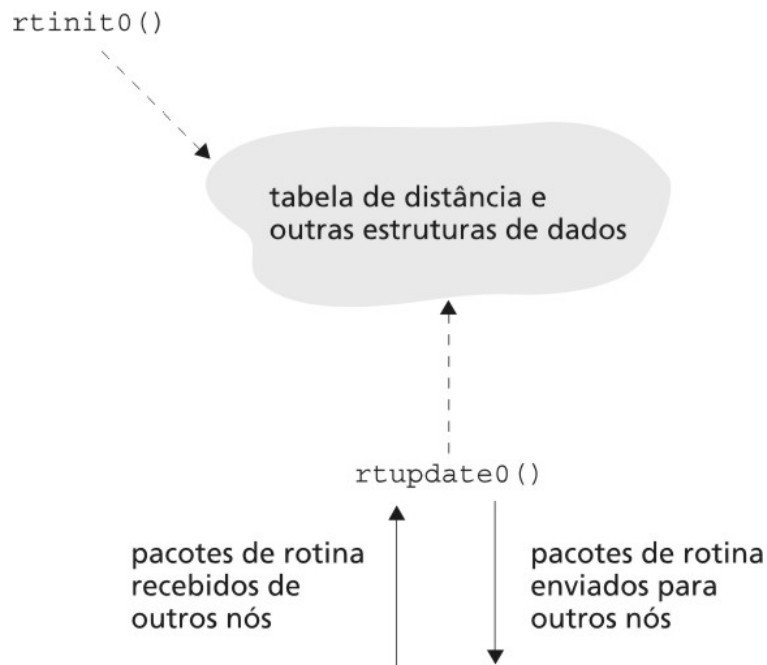 rtinit0()
tabela de distância e
outras estruturas de dados
rtupdate0()
pacotes de rotina
recebidos de
outros nós
pacotes de rotina
enviados para
outros nós